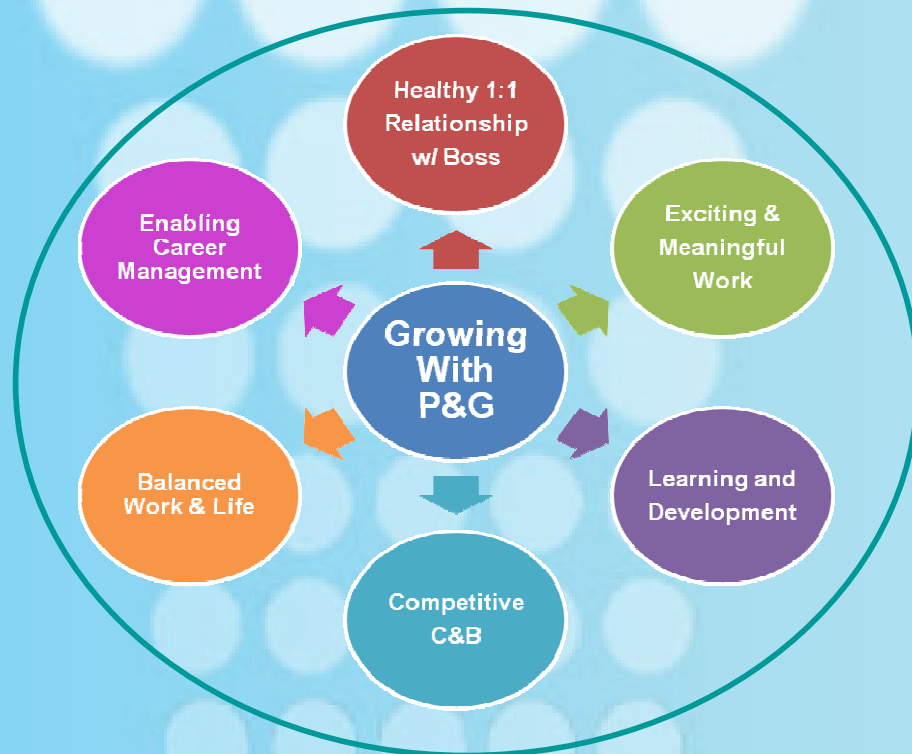 Healthy 1:1
Relationship
w/ Boss
Exciting &
Meaningful
Work
Learning and
Development
Competitive
C&B
Balanced
Work & Life
Enabling
Career
Management
Growing
With
P&G